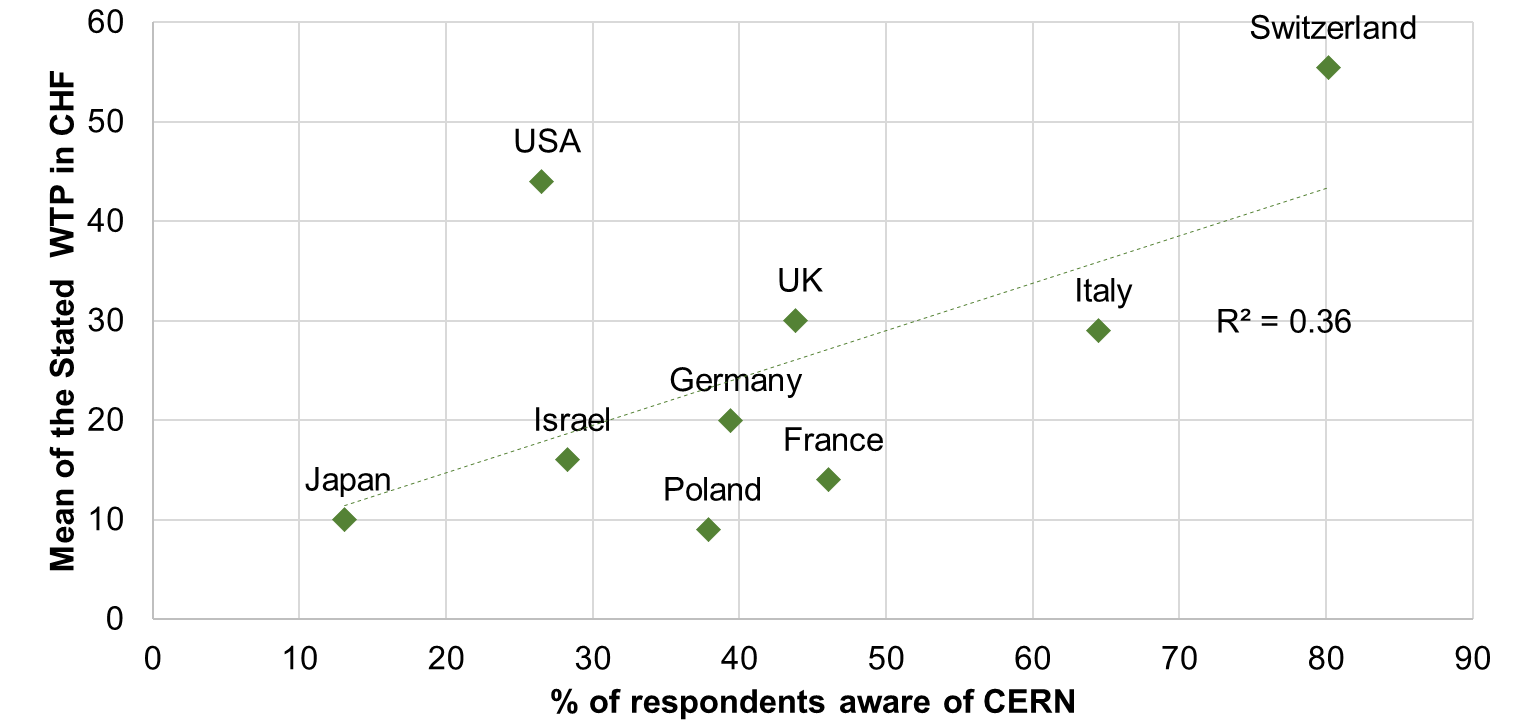 60
Switzerland
50
USA
40
UK
Italy
30
R² = 0.36
Germany
Israel
20
France
Japan
Poland
10
0
Mean of the Stated WTP in CHF
0 10 20 30 40 50 60 70 80 90
% of respondents aware of CERN